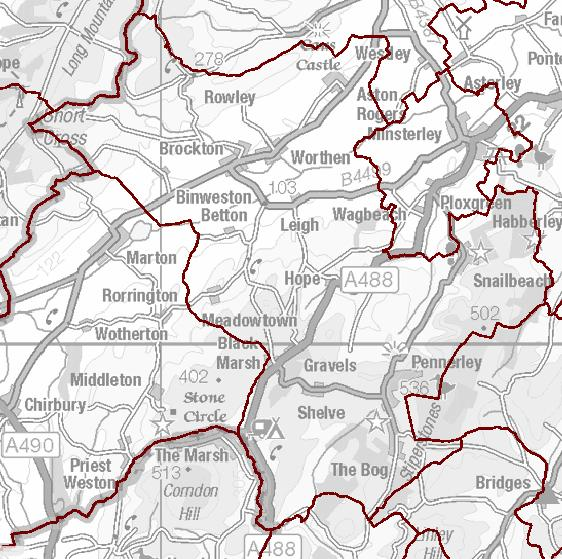 Long Mountain
Caus
Castle
Westley
278
Rowley
Asterley
Aston
Rogers
Minsterley
Short
Cross
Brockton
Worthen
103
B4499
Binweston
Betton
Leigh
Wagbeach
Ploxgreen
Habberley
122
Marton
Hope
A488
Snailbeach
Rorrington
502
Meadowtown
Wotherton
Black
Marsh
Gravels
Pennerley
Middleton
402
Stone
Circle
536
Chirbury
Shelve
Stiperstones
A490
The Marsh
Priest
Weston
513
Corndon
Hill
The Bog
Bridges
A488
Hill